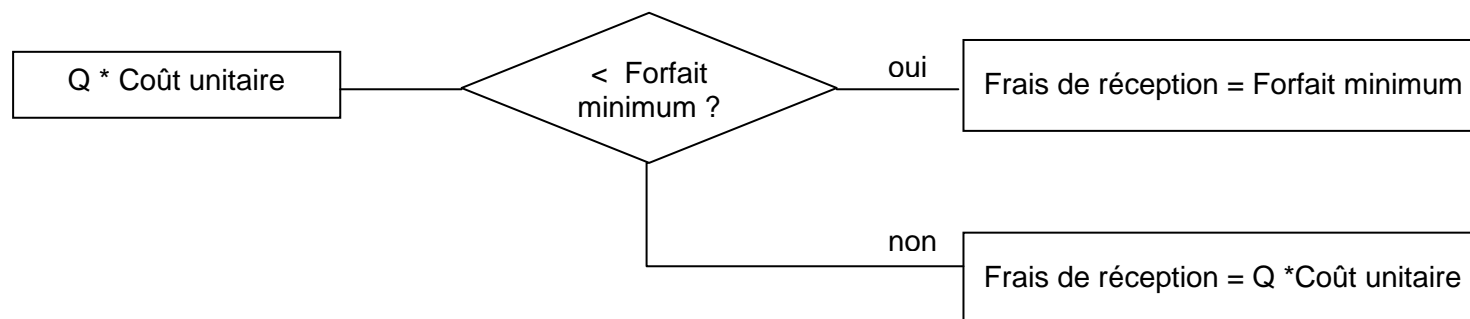 Q * Coût unitaire
< Forfait
minimum ?
oui
Frais de réception = Forfait minimum
non
Frais de réception = Q *Coût unitaire